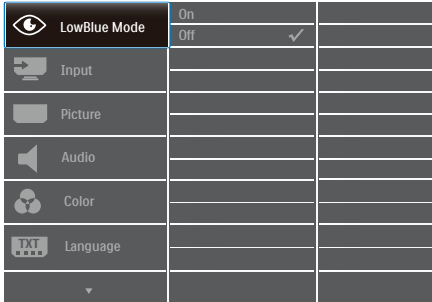 LowBlue Mode
On
Off
Input
Picture
Audio
Color
TXT
Language